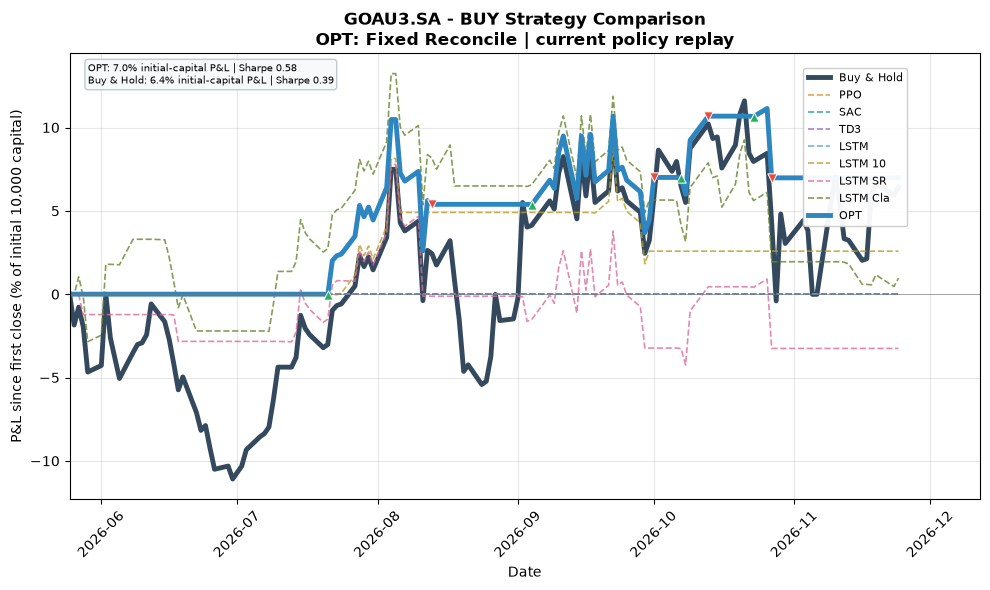 GOAU3.SA - BUY Strategy Comparison
OPT: Fixed Reconcile | current policy replay
OPT: 7.0% initial-capital P&L | Sharpe 0.58
Buy & Hold: 6.4% initial-capital P&L | Sharpe 0.39
Buy & Hold
PPO
SAC
TD3
LSTM
LSTM 10
LSTM SR
LSTM Cla
OPT
P&L since first close (% of initial 10,000 capital)
10
5
0
−5
−10
2026-06
2026-07
2026-08
2026-09
2026-10
2026-11
2026-12
Date